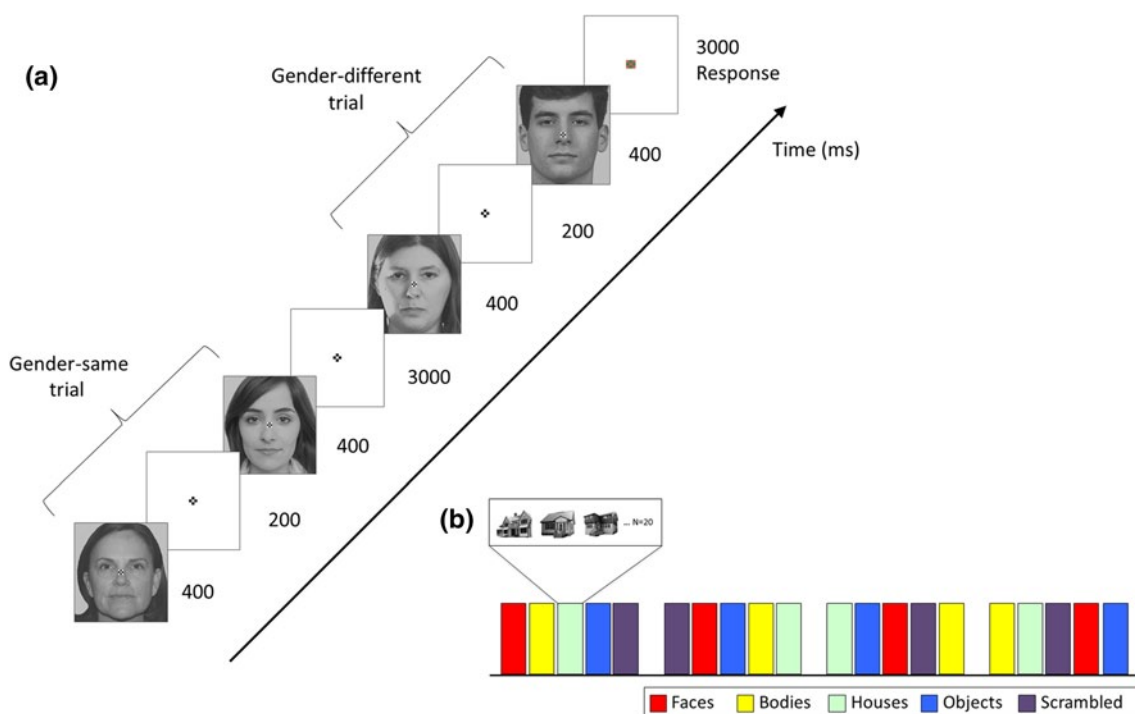 (a)
Gender-different
trial
3000
Response
400
Time (ms)
200
400
Gender-same
trial
3000
400
200
400
(b)
... N=20
Faces
Bodies
Houses
Objects
Scrambled